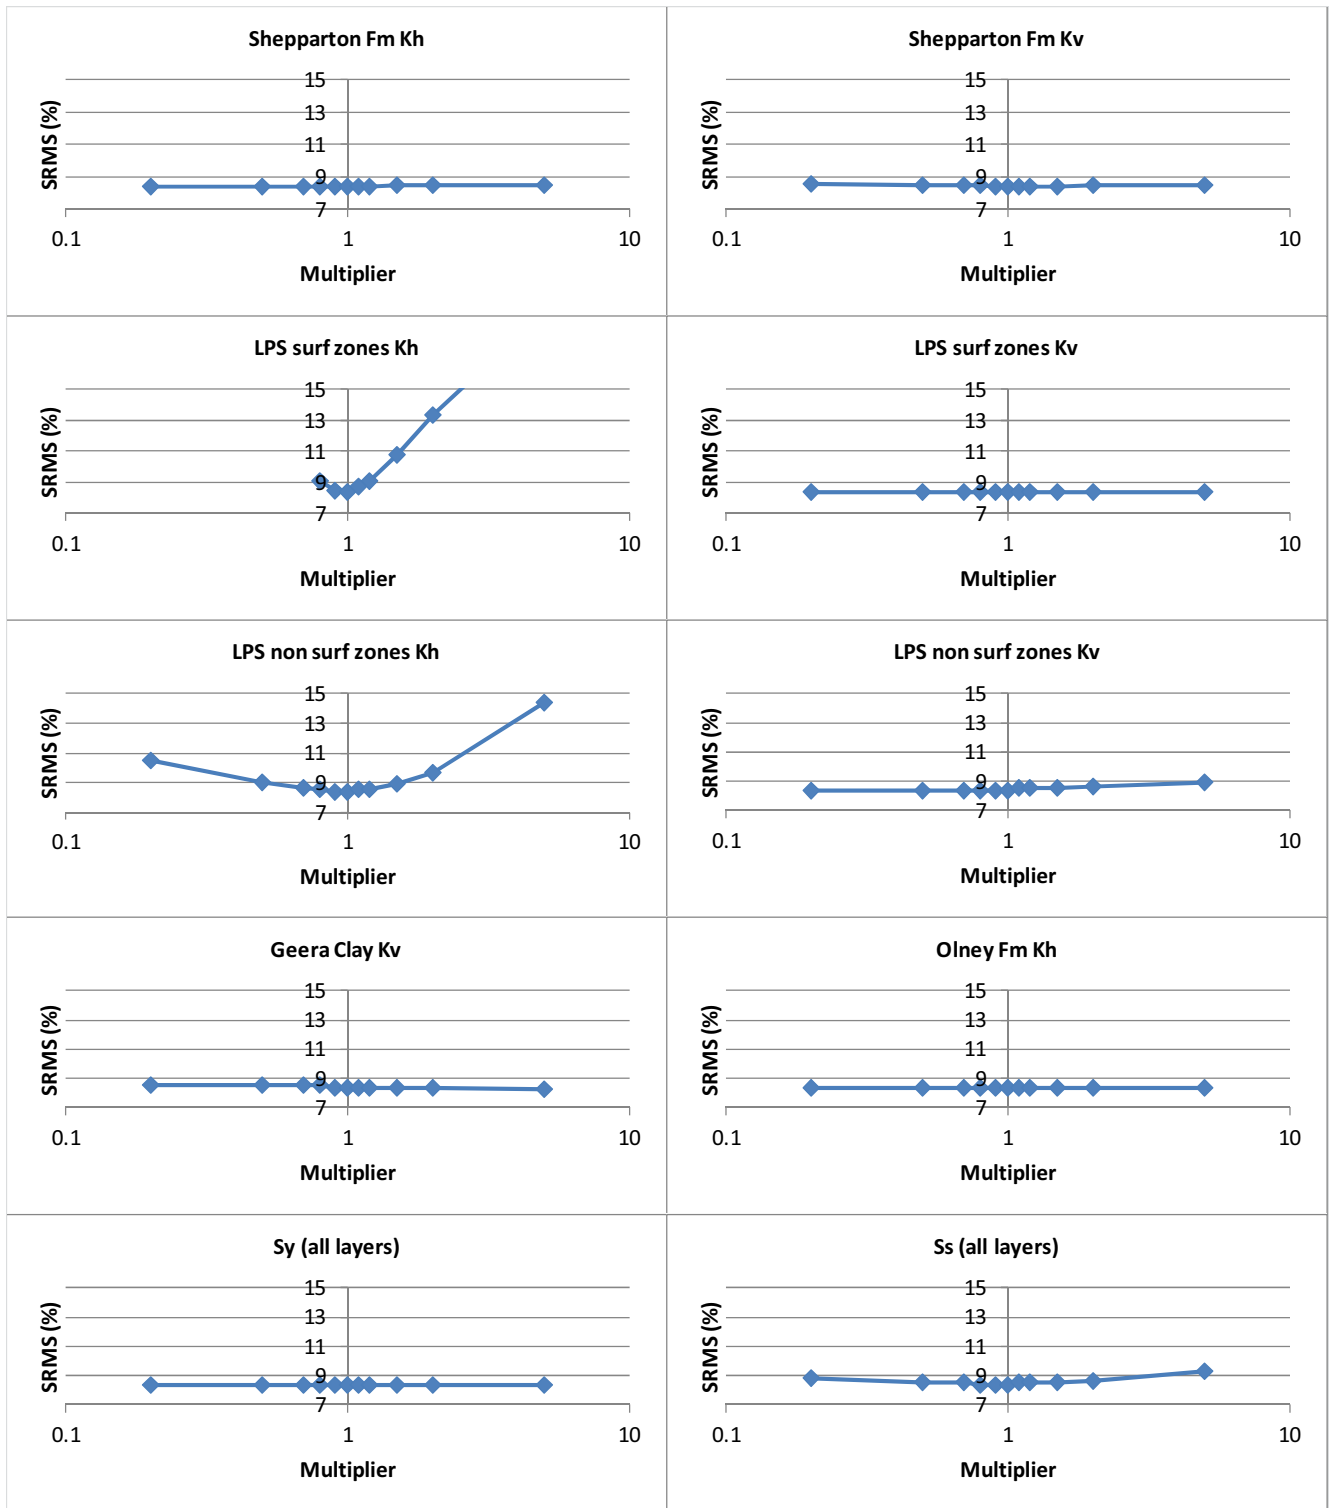 Shepparton Fm Kh
15
13
11
9
7
SRMS (%)
0.1 1 10
Multiplier
Shepparton Fm Kv
15
13
11
9
7
SRMS (%)
0.1 1 10
Multiplier
LPS surf zones Kh
15
13
11
9
7
SRMS (%)
0.1 1 10
Multiplier
LPS surf zones Kv
15
13
11
9
7
SRMS (%)
0.1 1 10
Multiplier
LPS non surf zones Kh
15
13
11
9
7
SRMS (%)
0.1 1 10
Multiplier
LPS non surf zones Kv
15
13
11
9
7
SRMS (%)
0.1 1 10
Multiplier
Geera Clay Kv
15
13
11
9
7
SRMS (%)
0.1 1 10
Multiplier
Olney Fm Kh
15
13
11
9
7
SRMS (%)
0.1 1 10
Multiplier
Sy (all layers)
15
13
11
9
7
SRMS (%)
0.1 1 10
Multiplier
Ss (all layers)
15
13
11
9
7
SRMS (%)
0.1 1 10
Multiplier